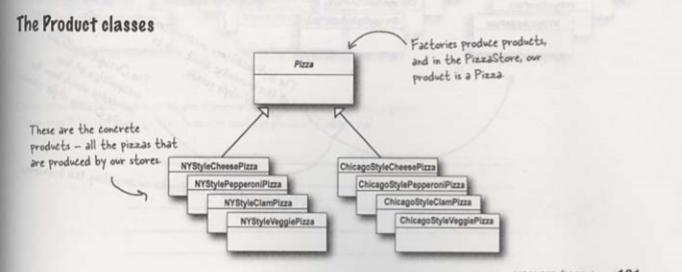 The Product classes
Factories produce products,
and in the PizzaStore, our
product is a Pizza.
Pizza
These are the concrete
products – all the pizzas that
are produced by our stores.
NYStyleCheesePizza
NYStylePepperoniPizza
NYStyleClamPizza
NYStyleVeggiePizza
ChicagoStyleCheesePizza
ChicagoStylePepperoniPizza
ChicagoStyleClamPizza
ChicagoStyleVeggiePizza